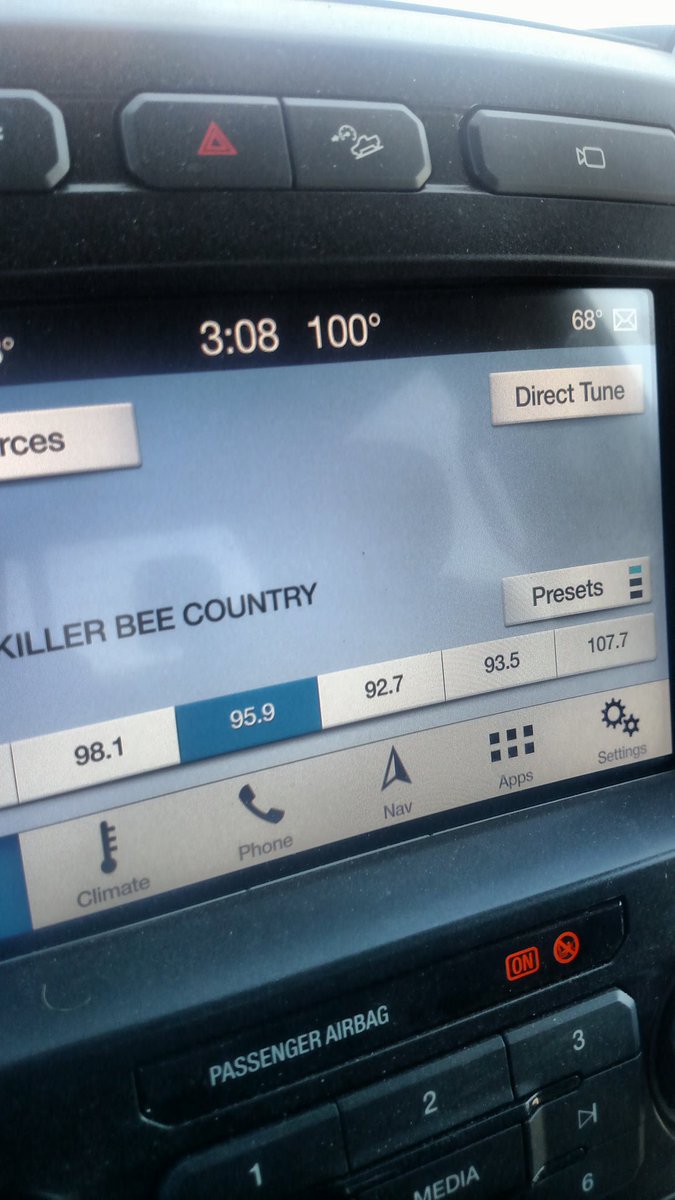 3:08 100° 68°
Direct Tune
rces
KILLER BEE COUNTRY
Presets
98.1 95.9 92.7 93.5 107.7
Climate Phone Nav Apps Settings
PASSENGER AIRBAG ON
1 2 3
MEDIA 6